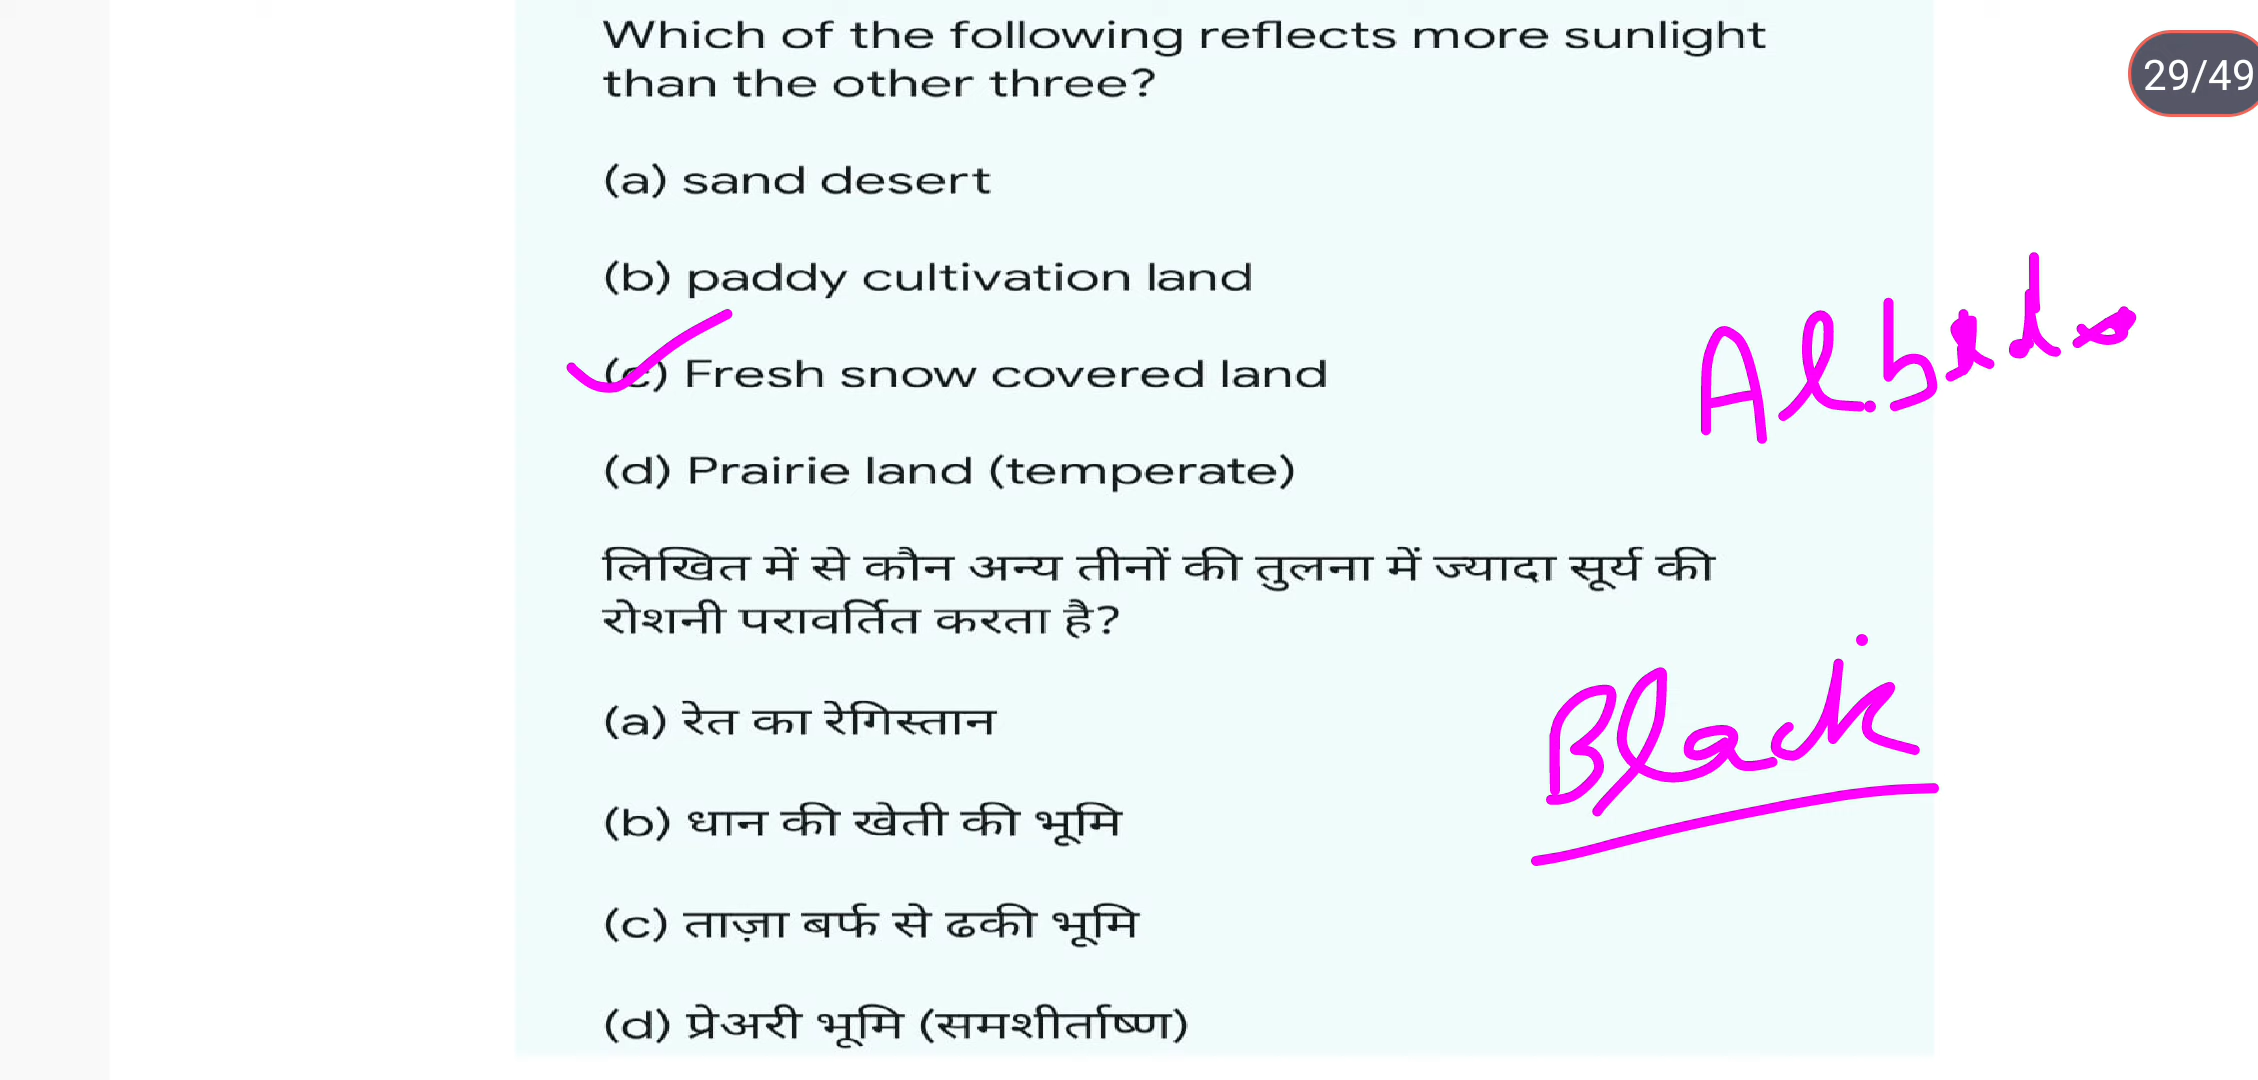 Which of the following reflects more sunlight
than the other three?
29/49
(a) sand desert
(b) paddy cultivation land
(c) Fresh snow covered land
Albedo
(d) Prairie land (temperate)
लिखित में से कौन अन्य तीनों की तुलना में ज्यादा सूर्य की
रोशनी परावर्तित करता है?
Black
(a) रेत का रेगिस्तान
(b) धान की खेती की भूमि
(c) ताज़ा बर्फ से ढकी भूमि
(d) प्रेअरी भूमि (समशीर्ताष्ण)